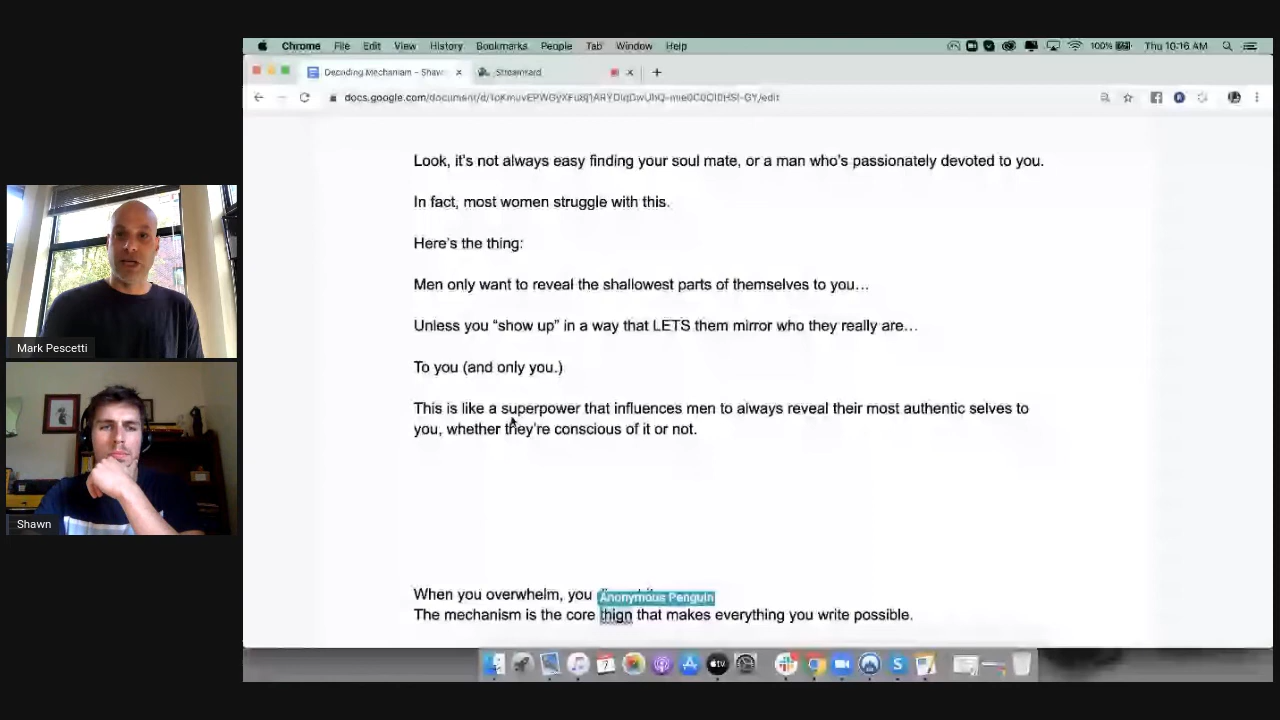 Chrome File Edit View History Bookmarks People Tab Window Help 100% Thu 10:16 AM
Decoding Mechanism - Shaw Streamyard
Look, it's not always easy finding your soul mate, or a man who's passionately devoted to you.
In fact, most women struggle with this.
Here's the thing:
Men only want to reveal the shallowest parts of themselves to you…
Unless you “show up” in a way that LETS them mirror who they really are…
To you (and only you.)
This is like a superpower that influences men to always reveal their most authentic selves to
you, whether they're conscious of it or not.
When you overwhelm, you
Anonymous Penguin
The mechanism is the core thign that makes everything you write possible.
Mark Pescetti
Shawn